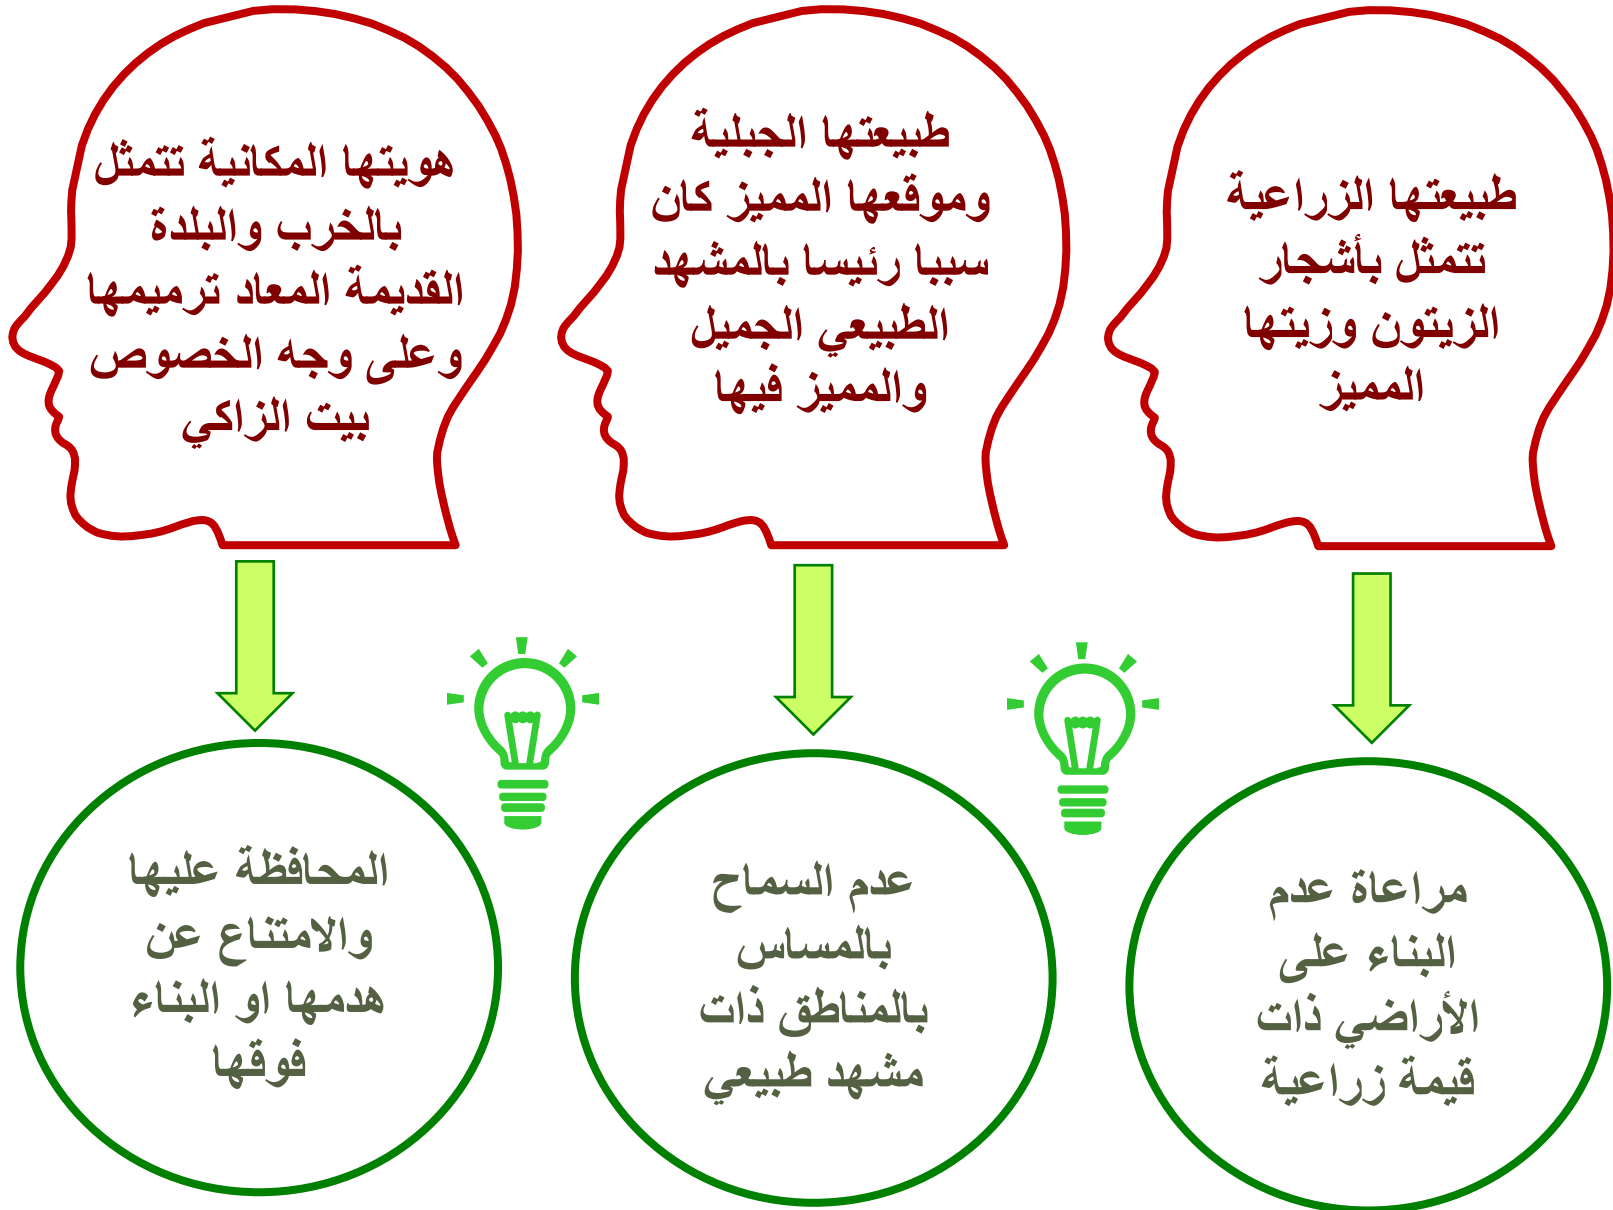 طبيعتها الزراعية
تتمثل بأشجار
الزيتون وزيتها
المميز
طبيعتها الجبلية
وموقعها المميز كان
سببا رئيسا بالمشهد
الطبيعي الجميل
والمميز فيها
هويتها المكانية تتمثل
بالخرب والبلدة
القديمة المعاد ترميمها
وعلى وجه الخصوص
بيت الزاكي
مراعاة عدم
البناء على
الأراضي ذات
قيمة زراعية
عدم السماح
بالمساس
بالمناطق ذات
مشهد طبيعي
المحافظة عليها
والامتناع عن
هدمها او البناء
فوقها